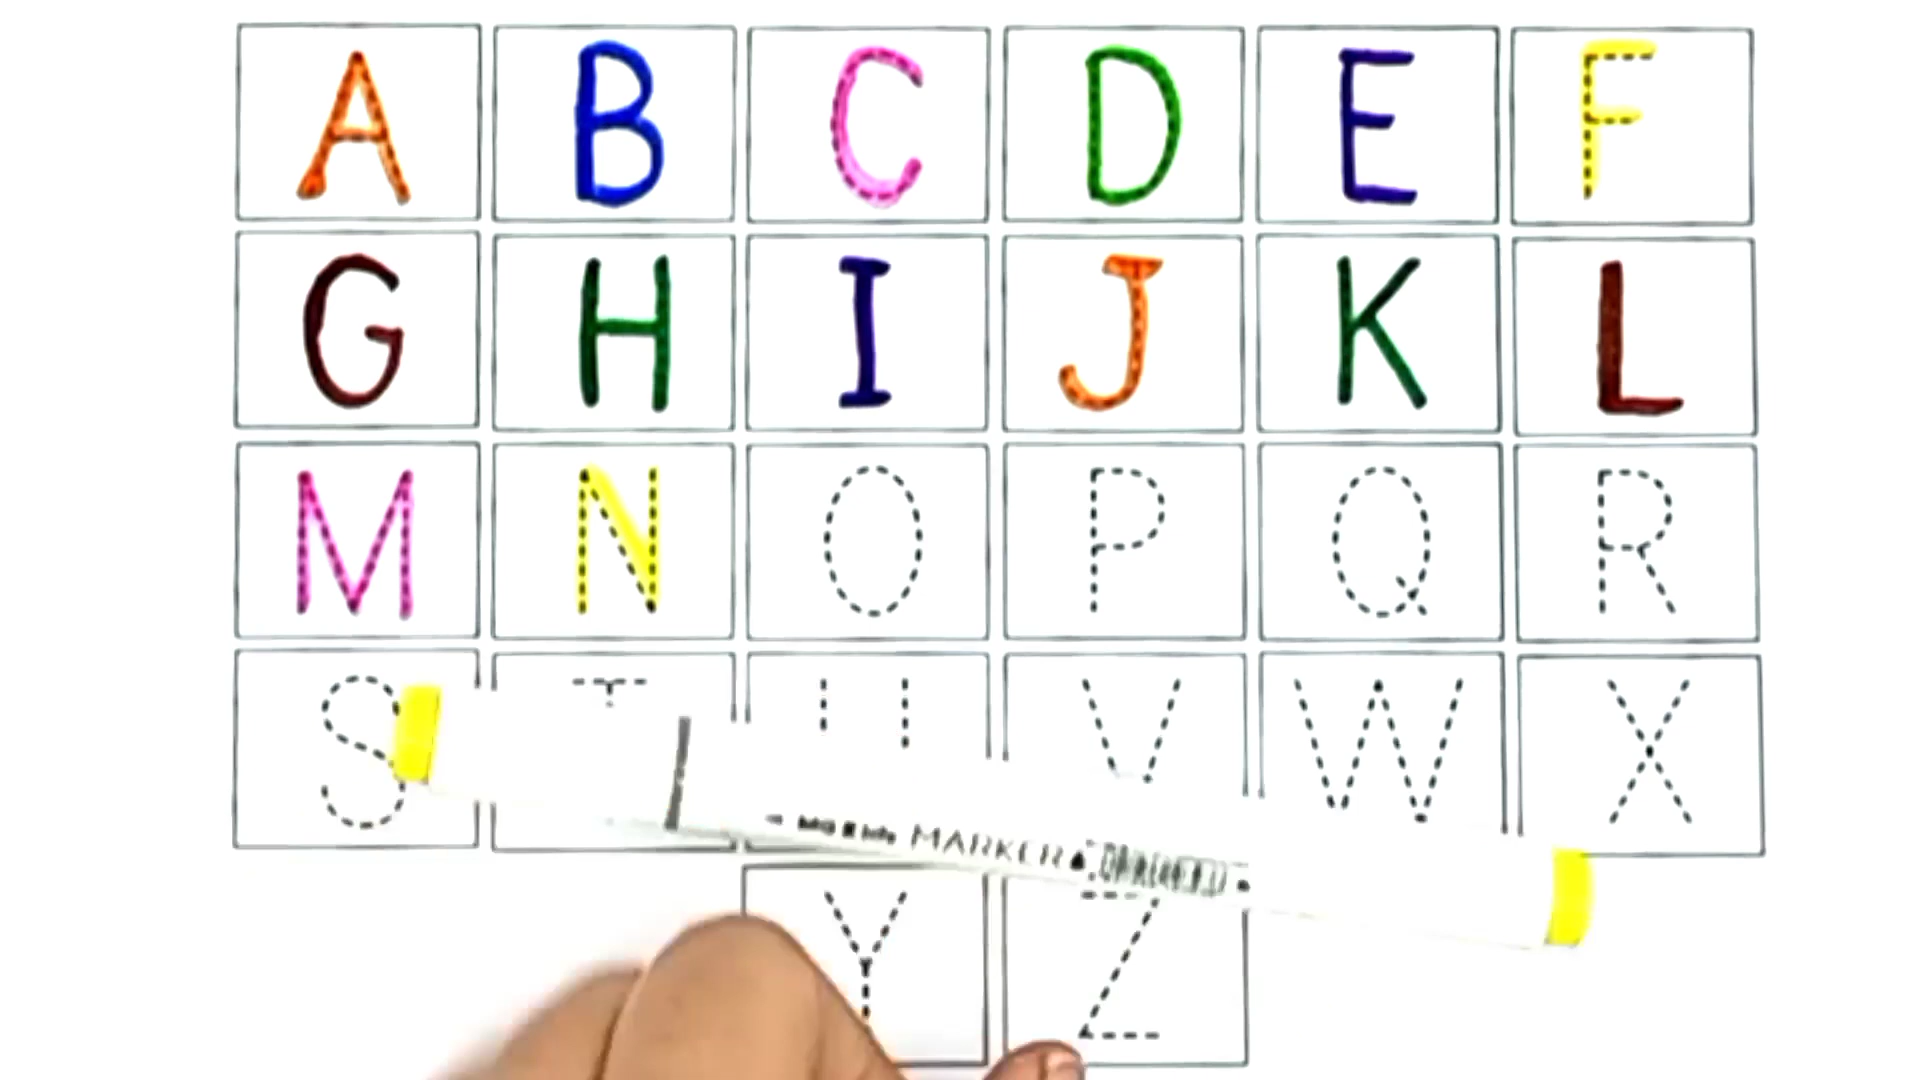 A B C D E F
G H I J K L
M N O P Q R
S T U V W X
MARKER
Y Z